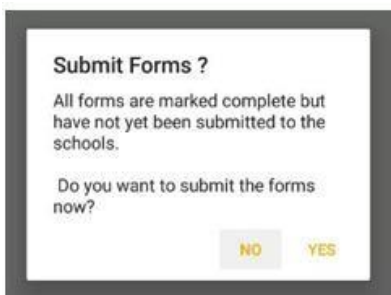 Submit Forms ?
All forms are marked complete but
have not yet been submitted to the
schools.
Do you want to submit the forms
now?
NO YES